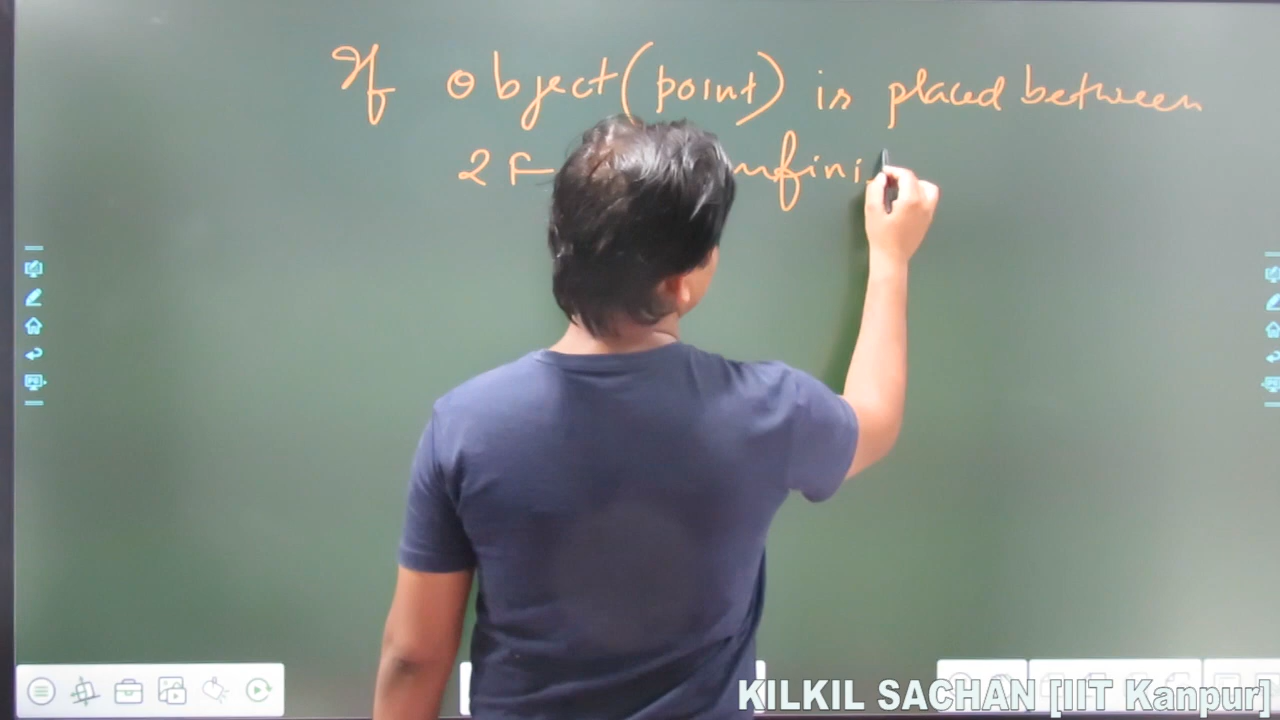 If object (point) is placed between
2F
KILKIL SACHAN [IIT Kanpur]